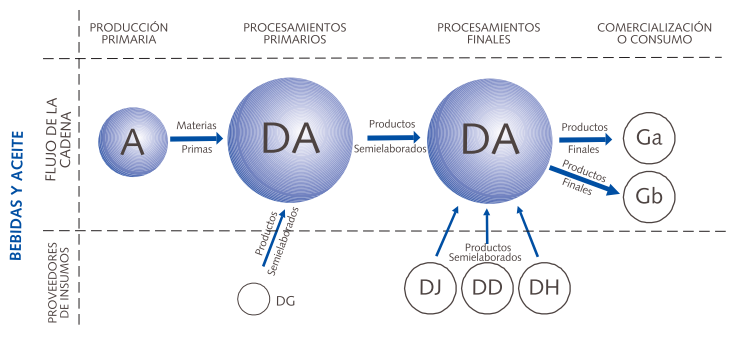 PRODUCCIÓN
PRIMARIA
PROCESAMIENTOS
PRIMARIOS
PROCESAMIENTOS
FINALES
COMERCIALIZACIÓN
O CONSUMO
BEBIDAS Y ACEITE
FLUJO DE LA
CADENA
A
Materias
Primas
DA
Productos
Semielaborados
DA
Productos
Finales
Ga
Productos
Finales
Gb
Productos
Semielaborados
PROVEEDORES
DE INSUMOS
DG
Productos
Semielaborados
DJ
DD
DH